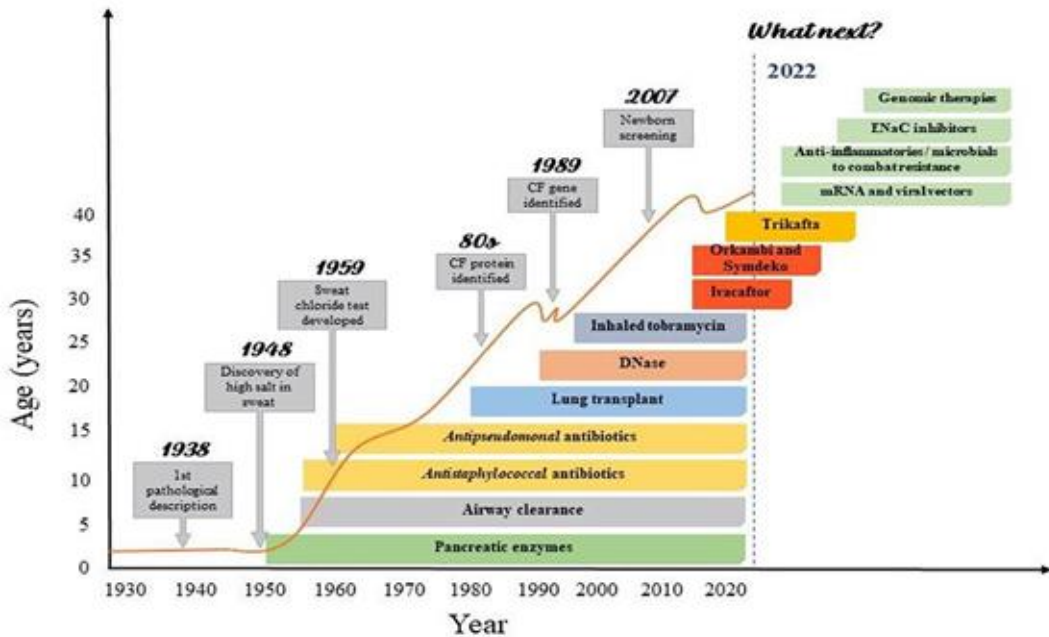 What next?
2022
Genomic therapies
ENaC inhibitors
Anti-inflammatories / microbials
to combat resistance
mRNA and viral vectors
2007
Newborn
screening
1989
CF gene
identified
80s
CF protein
identified
1959
Sweat
chloride test
developed
1948
Discovery of
high salt in
sweat
1938
1st
pathological
description
Trikafta
Orkambi and
Symdeko
Ivacaftor
Inhaled tobramycin
DNase
Lung transplant
Antipseudomonal antibiotics
Antistaphylococcal antibiotics
Airway clearance
Pancreatic enzymes
Age (years)
40
35
30
25
20
15
10
5
0
1930 1940 1950 1960 1970 1980 1990 2000 2010 2020
Year